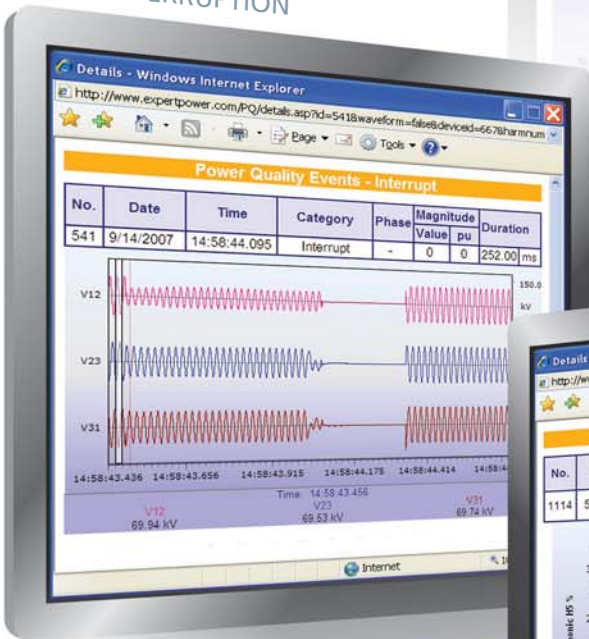 Details - Windows Internet Explorer
http://www.expertpower.com/PQ/details.asp?id=541&waveform=false&deviceid=667&harmnum
Page Tools
Power Quality Events - Interrupt
No. Date Time Category Phase Magnitude Duration
Value pu
541 9/14/2007 14:58:44.095 Interrupt - 0 0 252.00 ms
150.0
V12 kV
V23
V31
14:58:43.436 14:58:43.656 14:58:43.915 14:58:44.175 14:58:44.414
Time 14:58:43.456
V12 V23 V31
69.94 kV 69.53 kV 69.74 kV
Internet
Details
http://w
No.
1114 5